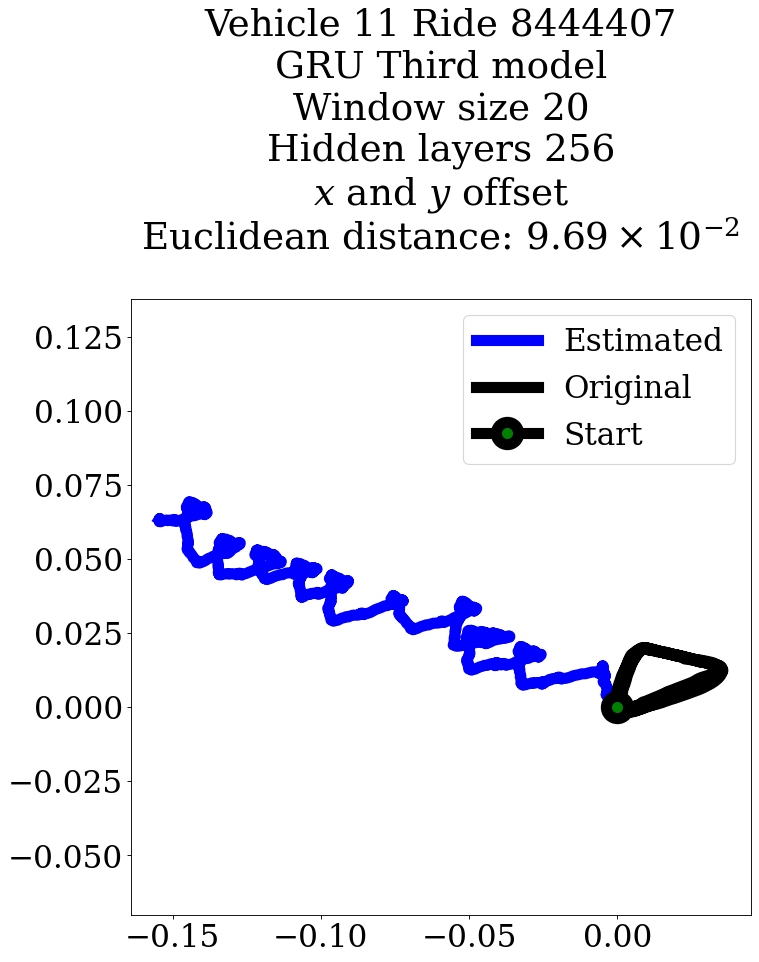 Vehicle 11 Ride 8444407
GRU Third model
Window size 20
Hidden layers 256
x and y offset
Euclidean distance: 9.69 × 10⁻²
Estimated
Original
Start
0.125
0.100
0.075
0.050
0.025
0.000
−0.025
−0.050
−0.15 −0.10 −0.05 0.00